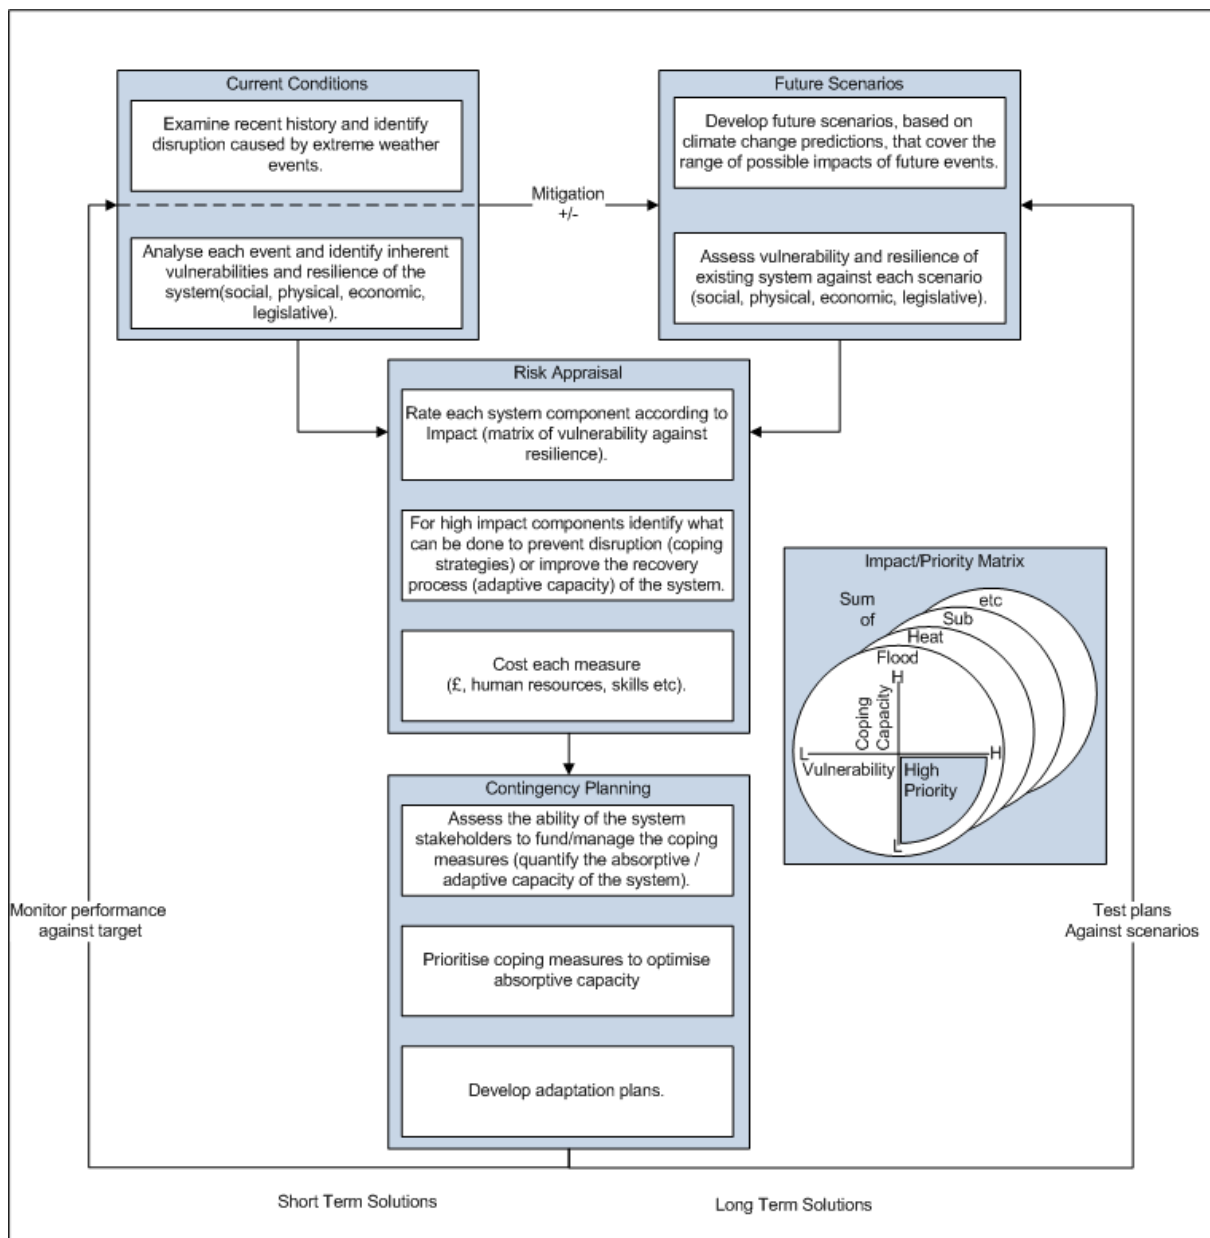 Current Conditions
Examine recent history and identify
disruption caused by extreme weather
events.
Analyse each event and identify inherent
vulnerabilities and resilience of the
system(social, physical, economic,
legislative).
Mitigation
+/-
Future Scenarios
Develop future scenarios, based on
climate change predictions, that cover the
range of possible impacts of future events.
Assess vulnerability and resilience of
existing system against each scenario
(social, physical, economic, legislative).
Risk Appraisal
Rate each system component according to
Impact (matrix of vulnerability against
resilience).
For high impact components identify what
can be done to prevent disruption (coping
strategies) or improve the recovery
process (adaptive capacity) of the system.
Cost each measure
(£, human resources, skills etc).
Impact/Priority Matrix
Sum
of
etc
Sub
Heat
Flood
H
Coping
Capacity
L
H
Vulnerability
High
Priority
L
Contingency Planning
Assess the ability of the system
stakeholders to fund/manage the coping
measures (quantify the absorptive /
adaptive capacity of the system).
Prioritise coping measures to optimise
absorptive capacity
Develop adaptation plans.
Monitor performance
against target
Test plans
Against scenarios
Short Term Solutions
Long Term Solutions